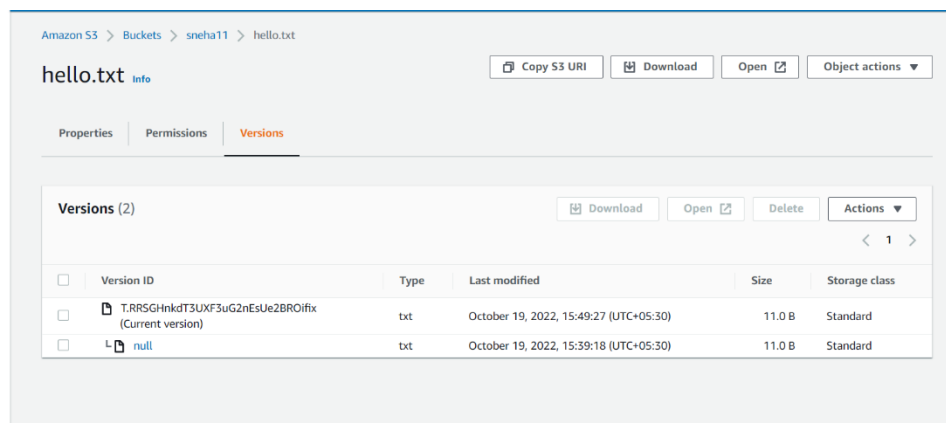 Amazon S3 > Buckets > sneha11 > hello.txt
hello.txt Info
Copy S3 URI Download Open Object actions ▼
Properties Permissions Versions
Versions (2) Download Open Delete Actions ▼
< 1 >
Version ID Type Last modified Size Storage class
T.RRSGHnkdT3UXF3uG2nEsUe2BROifix txt October 19, 2022, 15:49:27 (UTC+05:30) 11.0 B Standard
(Current version)
null txt October 19, 2022, 15:39:18 (UTC+05:30) 11.0 B Standard